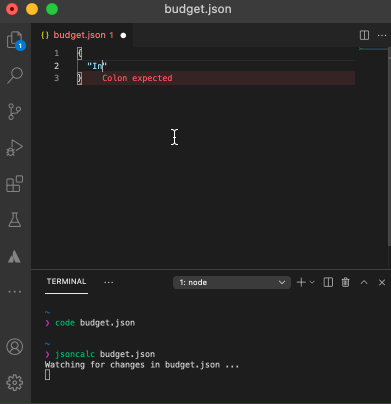 budget.json
{} budget.json 1
1
1 {
2 "In"
3 } Colon expected
TERMINAL ... 1: node
~
❯ code budget.json
~
❯ jsoncalc budget.json
Watching for changes in budget.json ...